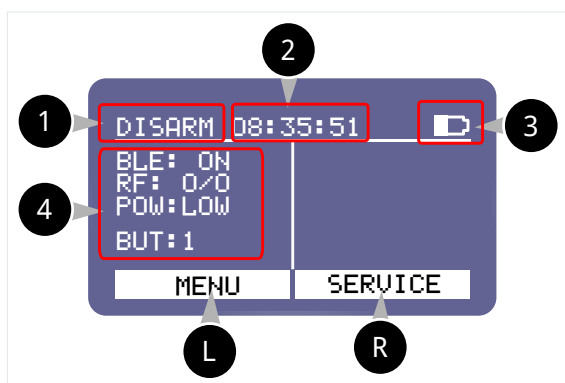 2
1
DISARM 08:35:51
3
BLE: ON
RF: 0/0
POW:LOW
4
BUT:1
MENU SERVICE
L R